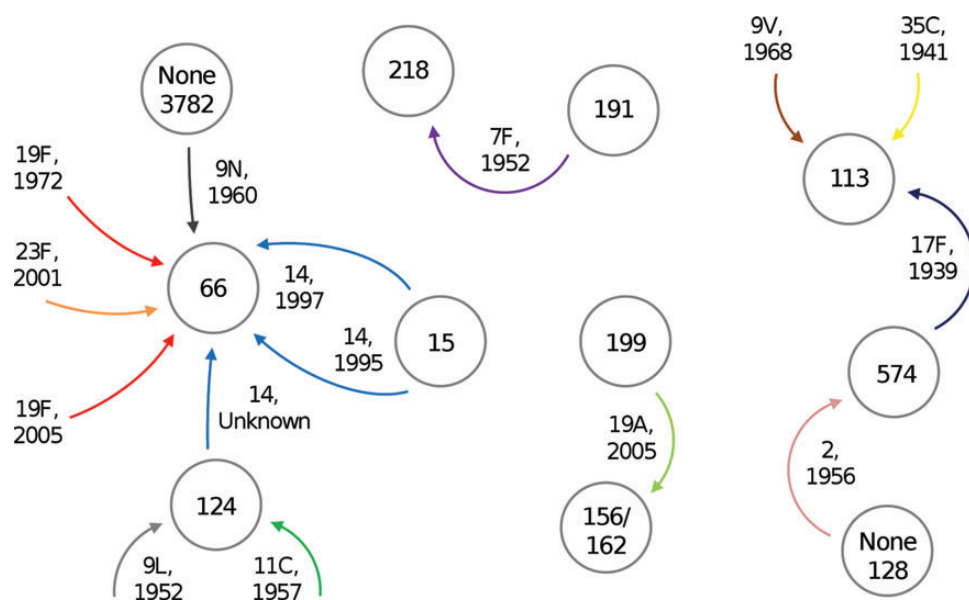 None
3782
218
191
9V,
1968
35C,
1941
7F,
1952
113
19F,
1972
9N,
1960
23F,
2001
66
14,
1997
17F,
1939
14,
1995
15
199
574
19F,
2005
14,
Unknown
19A,
2005
2,
1956
124
156/
162
None
128
9L,
1952
11C,
1957